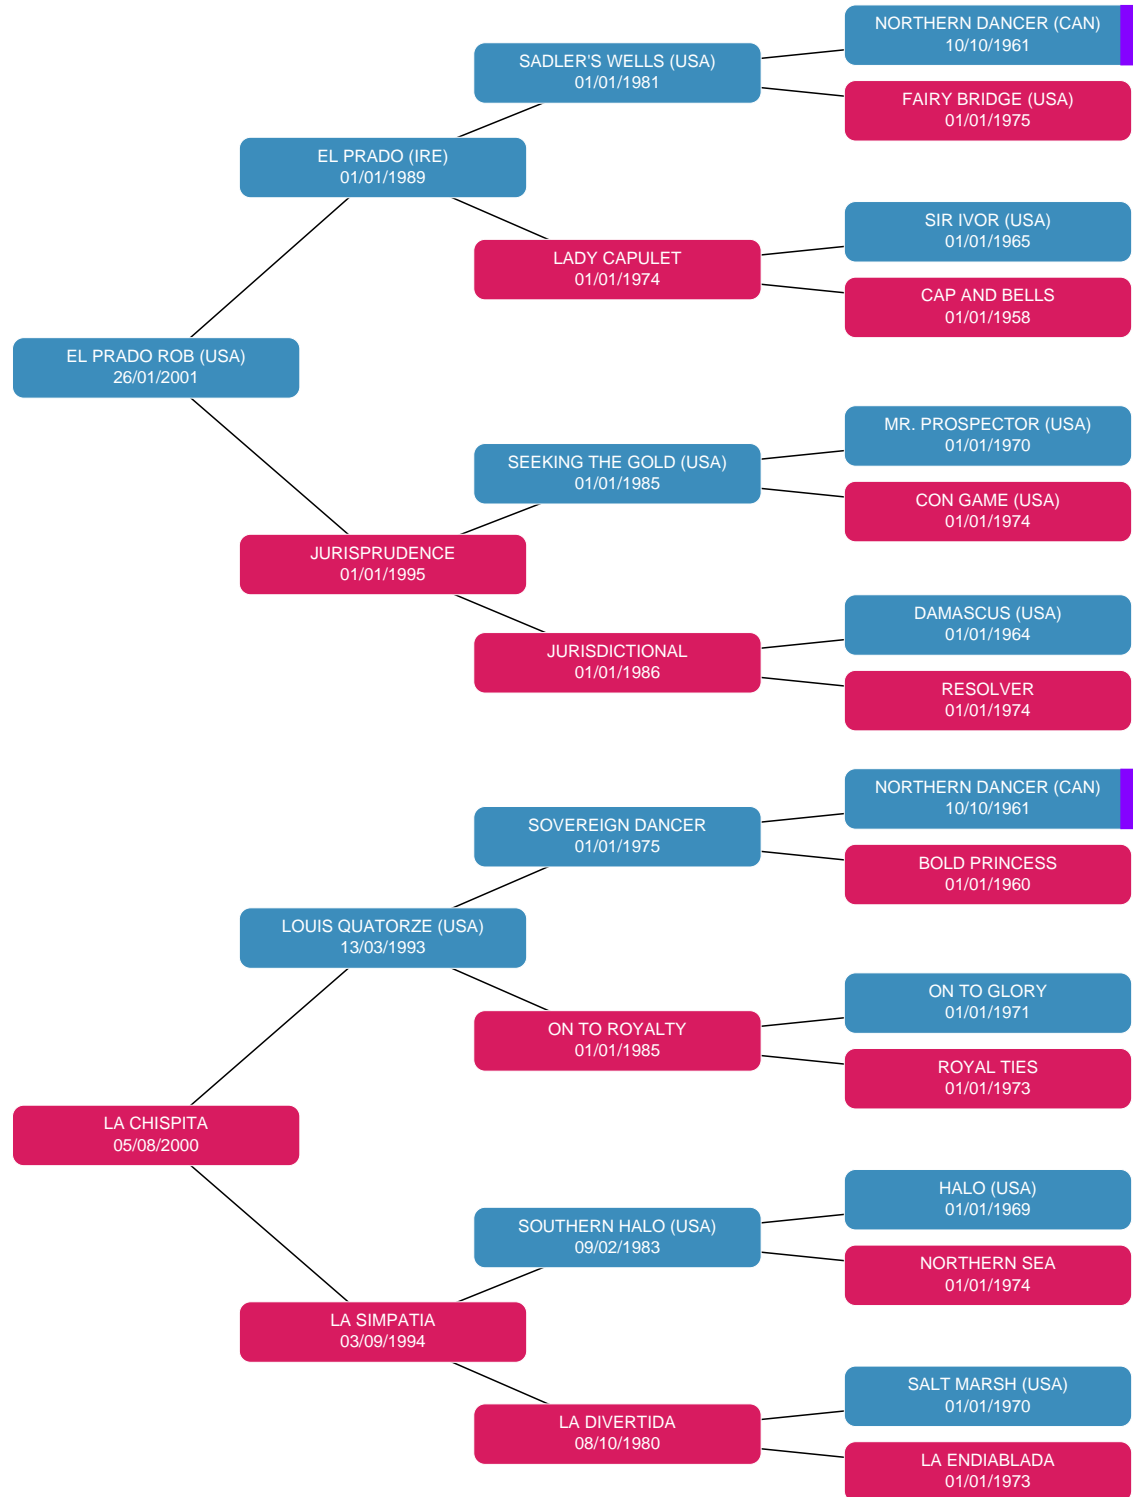 NORTHERN DANCER (CAN)
10/10/1961
SADLER'S WELLS (USA)
01/01/1981
FAIRY BRIDGE (USA)
01/01/1975
EL PRADO (IRE)
01/01/1989
SIR IVOR (USA)
01/01/1965
LADY CAPULET
01/01/1974
CAP AND BELLS
01/01/1958
EL PRADO ROB (USA)
26/01/2001
MR. PROSPECTOR (USA)
01/01/1970
SEEKING THE GOLD (USA)
01/01/1985
CON GAME (USA)
01/01/1974
JURISPRUDENCE
01/01/1995
DAMASCUS (USA)
01/01/1964
JURISDICTIONAL
01/01/1986
RESOLVER
01/01/1974
NORTHERN DANCER (CAN)
10/10/1961
SOVEREIGN DANCER
01/01/1975
BOLD PRINCESS
01/01/1960
LOUIS QUATORZE (USA)
13/03/1993
ON TO GLORY
01/01/1971
ON TO ROYALTY
01/01/1985
ROYAL TIES
01/01/1973
LA CHISPITA
05/08/2000
HALO (USA)
01/01/1969
SOUTHERN HALO (USA)
09/02/1983
NORTHERN SEA
01/01/1974
LA SIMPATIA
03/09/1994
SALT MARSH (USA)
01/01/1970
LA DIVERTIDA
08/10/1980
LA ENDIABLADA
01/01/1973